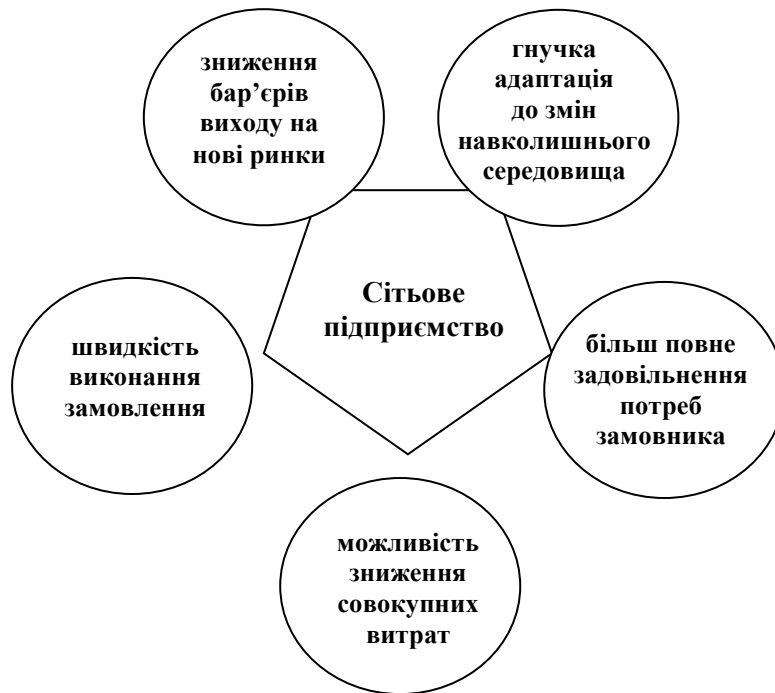 зниження
бар’єрів
виходу на
нові ринки
гнучка
адаптація
до змін
навколишнього
середовища
Сітьове
підприємство
швидкість
виконання
замовлення
більш повне
задовільнення
потреб
замовника
можливість
зниження
совокупних
витрат